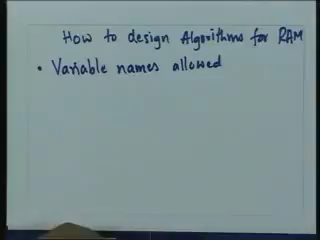 How to design Algorithms for RAM
• Variable names allowed